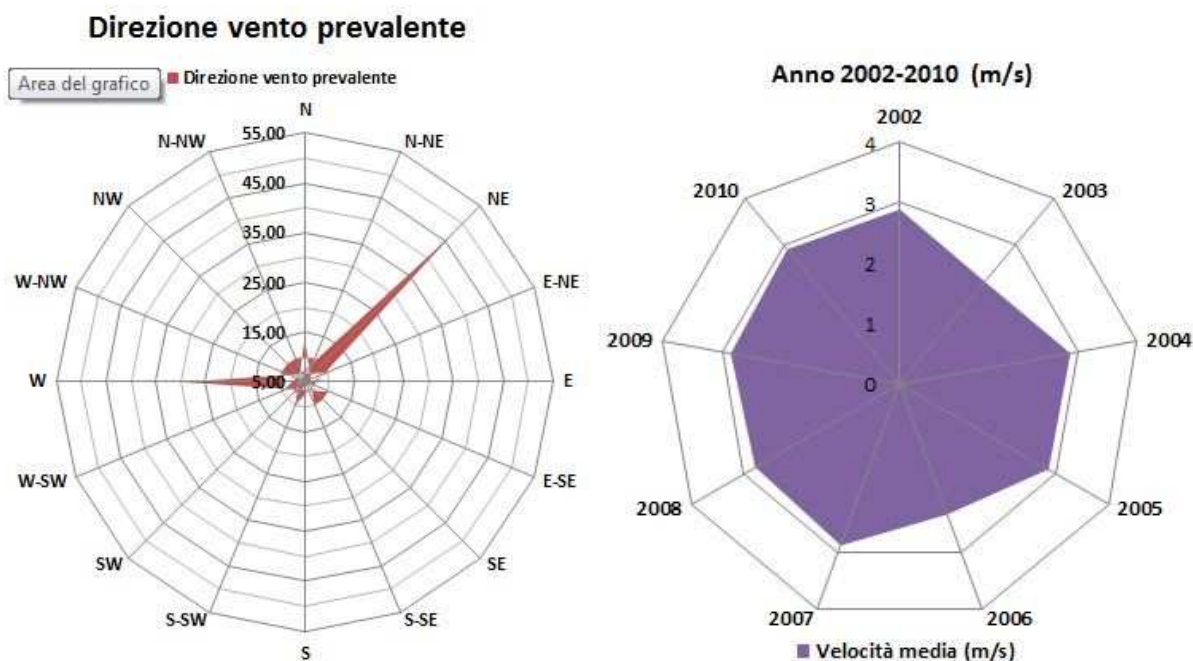 Direzione vento prevalente
Area del grafico
Direzione vento prevalente
N
N-NE
NE
E-NE
E
E-SE
SE
S-SE
S
S-SW
SW
W-SW
W
W-NW
NW
N-NW
55,00
45,00
35,00
25,00
15,00
5,00
Anno 2002-2010 (m/s)
2002
2003
2004
2005
2006
2007
2008
2009
2010
4
3
2
1
0
Velocità media (m/s)